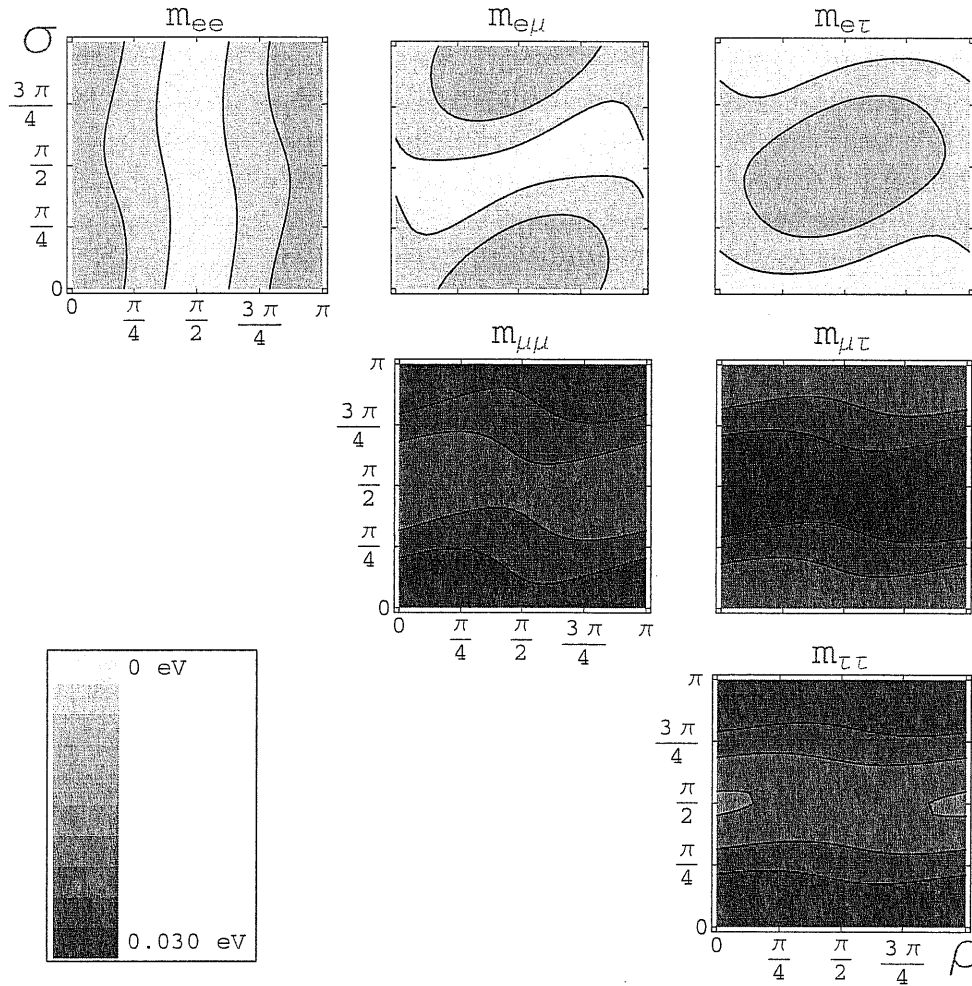 m_ee m_eμ m_eτ
σ
3π/4
π/2
π/4
0
0 π/4 π/2 3π/4 π
m_μμ m_μτ
π
3π/4
π/2
π/4
0
0 π/4 π/2 3π/4 π
m_ττ
π
3π/4
π/2
π/4
0
0 π/4 π/2 3π/4 ρ
0 eV
0.030 eV